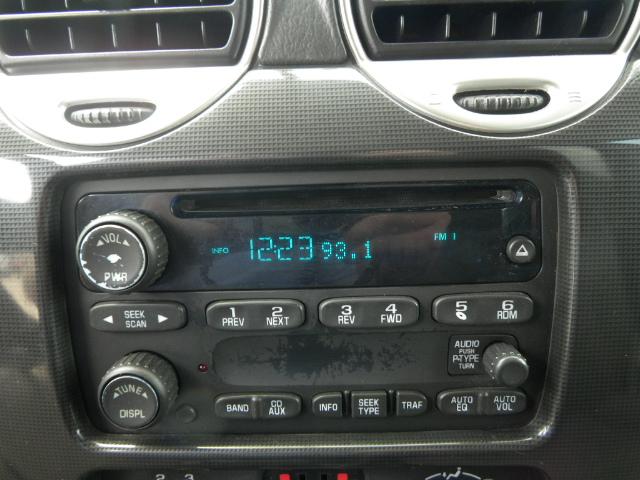 INFO 12:23 93.1 FM 1
VOL
PWR
SEEK
SCAN
1 2 3 4 5 6
PREV NEXT REV FWD RDM
AUDIO
PUSH
P-TYPE
TURN
TUNE
DISPL
BAND CD AUX INFO SEEK TYPE TRAF AUTO EQ AUTO VOL
2 3